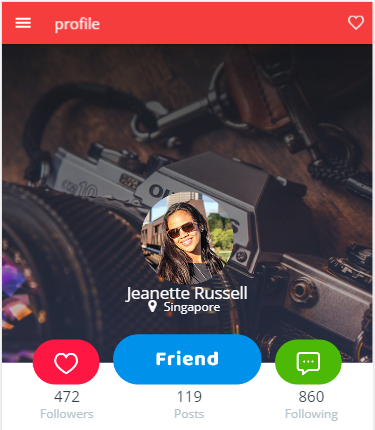 profile
Jeanette Russell
Singapore
Friend
472 119 860
Followers Posts Following